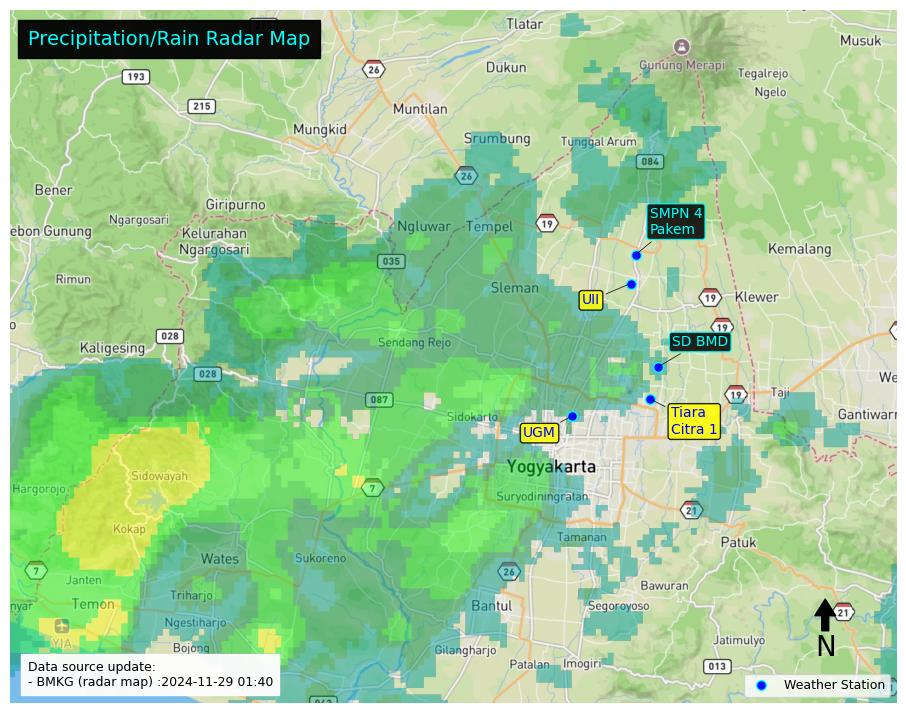 Precipitation/Rain Radar Map
Tlatar
Musuk
26
193
Dukun
Gunung Merapi
Tegalrejo
Ngelo
215
Muntilan
Mungkid
Srumbung
Tunggal Arum
084
26
Bener
Giripurno
Ngargosari
SMPN 4
Pakem
ebon Gunung
Kelurahan
Ngargosari
Ngluwar
Tempel
19
Kemalang
035
Rimun
Sleman
UII
19
Klewer
19
028
Kaligesing
Sendang Rejo
SD BMD
028
We
087
19
Taji
Sidokarto
Tiara
Citra 1
Gantiwarn
UGM
Yogyakarta
Sidowayah
Hargorojo
7
Suryodiningratan
21
Kokap
Tamanan
Patuk
Wates
Sukoreno
7
Janten
26
Bawuran
nyar
Temon
Triharjo
Bantul
Segoroyoso
21
Ngestiharjo
YIA
Bojong
Gilangharjo
Jatimulyo
N
Patalan
Imogiri
013
Data source update:
- BMKG (radar map) :2024-11-29 01:40
Weather Station